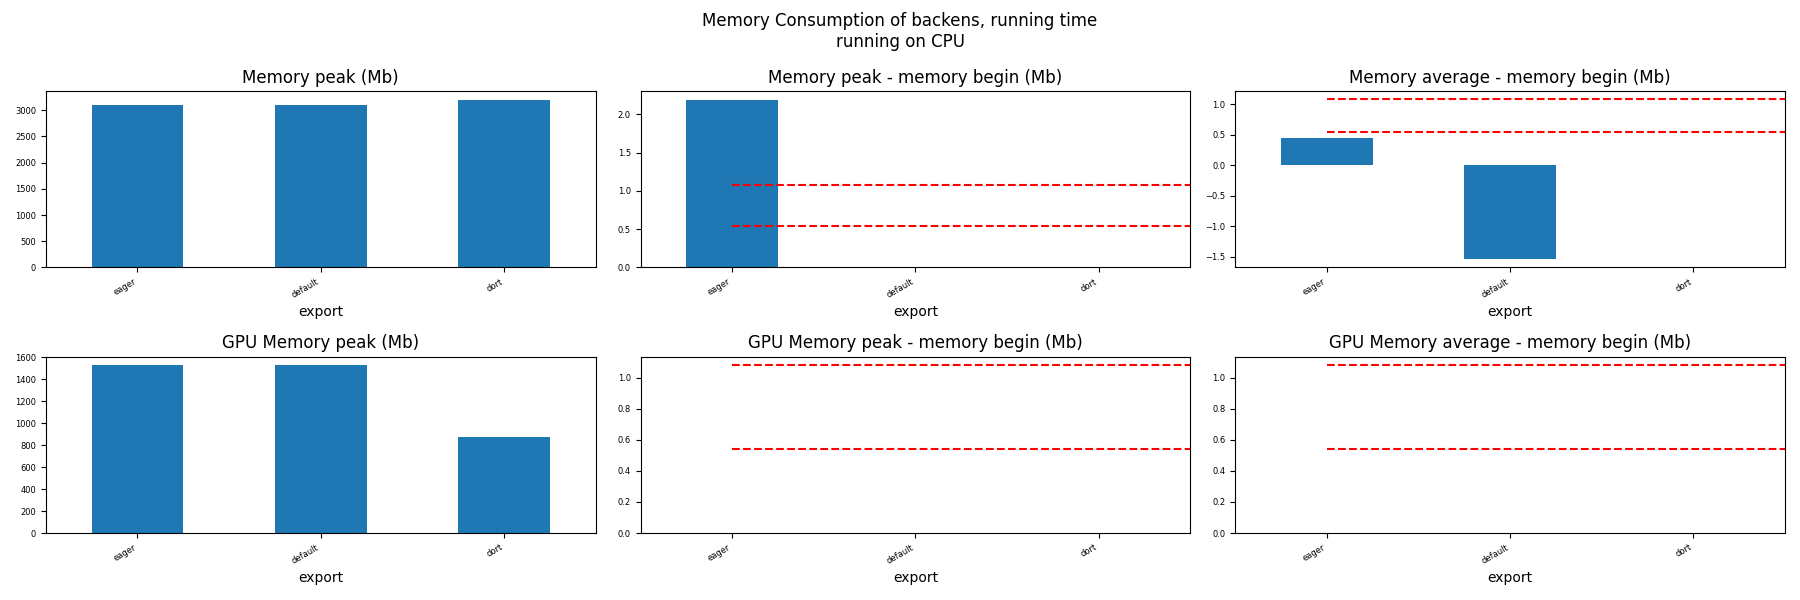 Memory Consumption of backens, running time
running on CPU
Memory peak (Mb)
3000
2500
2000
1500
1000
500
0
eager
default
dort
export
Memory peak - memory begin (Mb)
2.0
1.5
1.0
0.5
0.0
eager
default
dort
export
Memory average - memory begin (Mb)
1.0
0.5
0.0
−0.5
−1.0
−1.5
eager
default
dort
export
GPU Memory peak (Mb)
1600
1400
1200
1000
800
600
400
200
0
eager
default
dort
export
GPU Memory peak - memory begin (Mb)
1.0
0.8
0.6
0.4
0.2
0.0
eager
default
dort
export
GPU Memory average - memory begin (Mb)
1.0
0.8
0.6
0.4
0.2
0.0
eager
default
dort
export